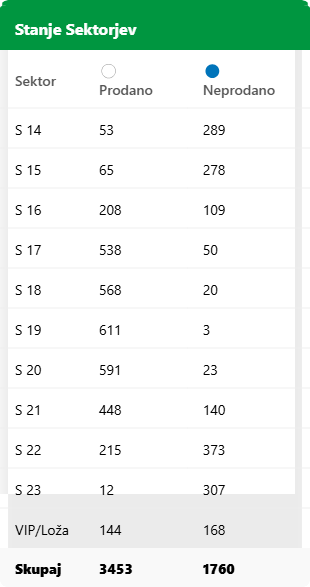 Stanje Sektorjev
Sektor Prodano Neprodano
S 14 53 289
S 15 65 278
S 16 208 109
S 17 538 50
S 18 568 20
S 19 611 3
S 20 591 23
S 21 448 140
S 22 215 373
S 23 12 307
VIP/Loža 144 168
Skupaj 3453 1760